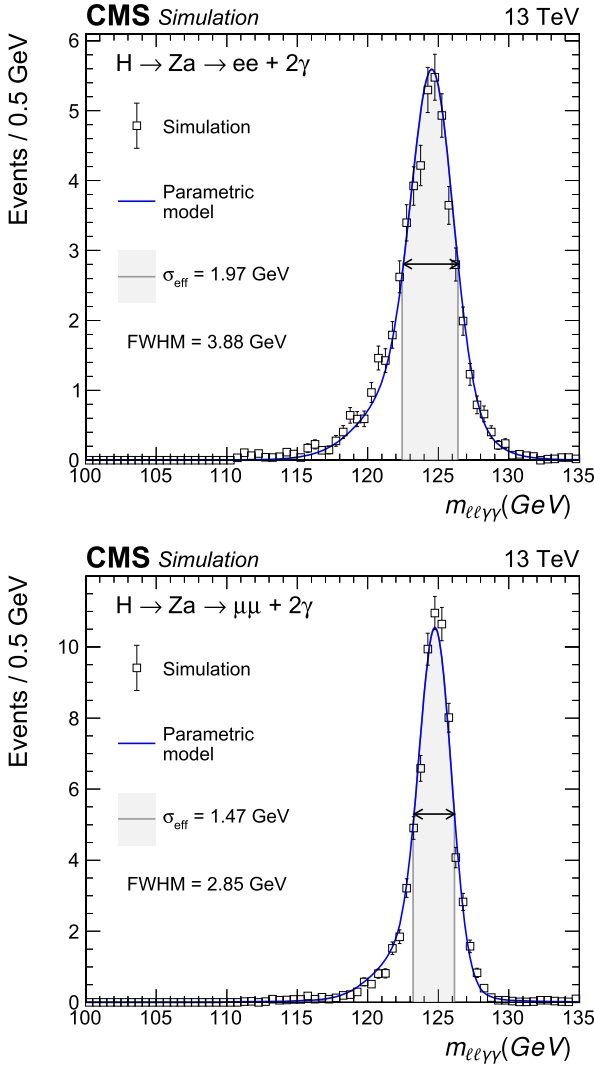 CMS Simulation 13 TeV
Events / 0.5 GeV
H → Za → ee + 2γ
Simulation
Parametric
model
σeff = 1.97 GeV
FWHM = 3.88 GeV
6
5
4
3
2
1
0
100 105 110 115 120 125 130 135
mℓℓγγ(GeV)
CMS Simulation 13 TeV
Events / 0.5 GeV
H → Za → μμ + 2γ
Simulation
Parametric
model
σeff = 1.47 GeV
FWHM = 2.85 GeV
10
8
6
4
2
0
100 105 110 115 120 125 130 135
mℓℓγγ(GeV)